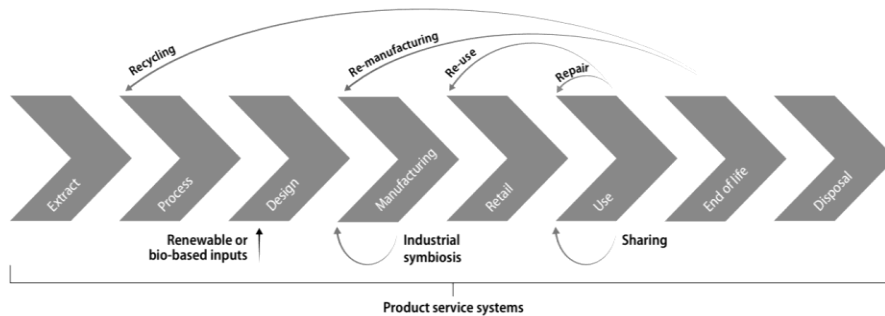 Recycling
Re-manufacturing
Re-use
Repair
Extract
Process
Design
Manufacturing
Retail
Use
End of life
Disposal
Renewable or
bio-based inputs
Industrial
symbiosis
Sharing
Product service systems